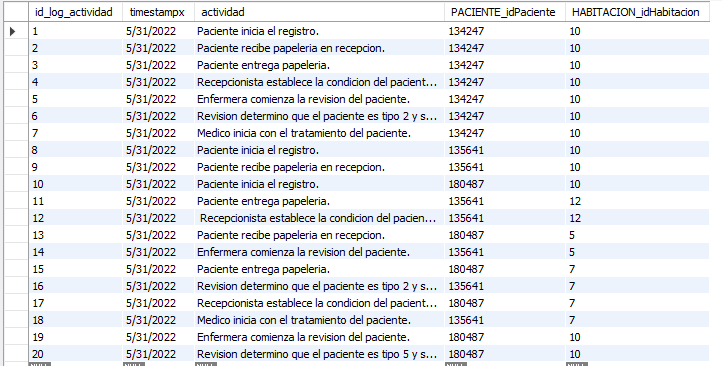 id_log_actividad timestampx actividad PACIENTE_idPaciente HABITACION_idHabitacion
1 5/31/2022 Paciente inicia el registro. 134247 10
2 5/31/2022 Paciente recibe papeleria en recepcion. 134247 10
3 5/31/2022 Paciente entrega papeleria. 134247 10
4 5/31/2022 Recepcionista establece la condicion del pacient... 134247 10
5 5/31/2022 Enfermera comienza la revision del paciente. 134247 10
6 5/31/2022 Revision determino que el paciente es tipo 2 y s... 134247 10
7 5/31/2022 Medico inicia con el tratamiento del paciente. 134247 10
8 5/31/2022 Paciente inicia el registro. 135641 10
9 5/31/2022 Paciente recibe papeleria en recepcion. 135641 10
10 5/31/2022 Paciente inicia el registro. 180487 10
11 5/31/2022 Paciente entrega papeleria. 135641 12
12 5/31/2022 Recepcionista establece la condicion del pacien... 135641 12
13 5/31/2022 Paciente recibe papeleria en recepcion. 180487 5
14 5/31/2022 Enfermera comienza la revision del paciente. 135641 5
15 5/31/2022 Paciente entrega papeleria. 180487 7
16 5/31/2022 Revision determino que el paciente es tipo 2 y s... 135641 7
17 5/31/2022 Recepcionista establece la condicion del pacient... 180487 7
18 5/31/2022 Medico inicia con el tratamiento del paciente. 135641 7
19 5/31/2022 Enfermera comienza la revision del paciente. 180487 10
20 5/31/2022 Revision determino que el paciente es tipo 5 y s... 180487 10
NULL NULL NULL NULL NULL